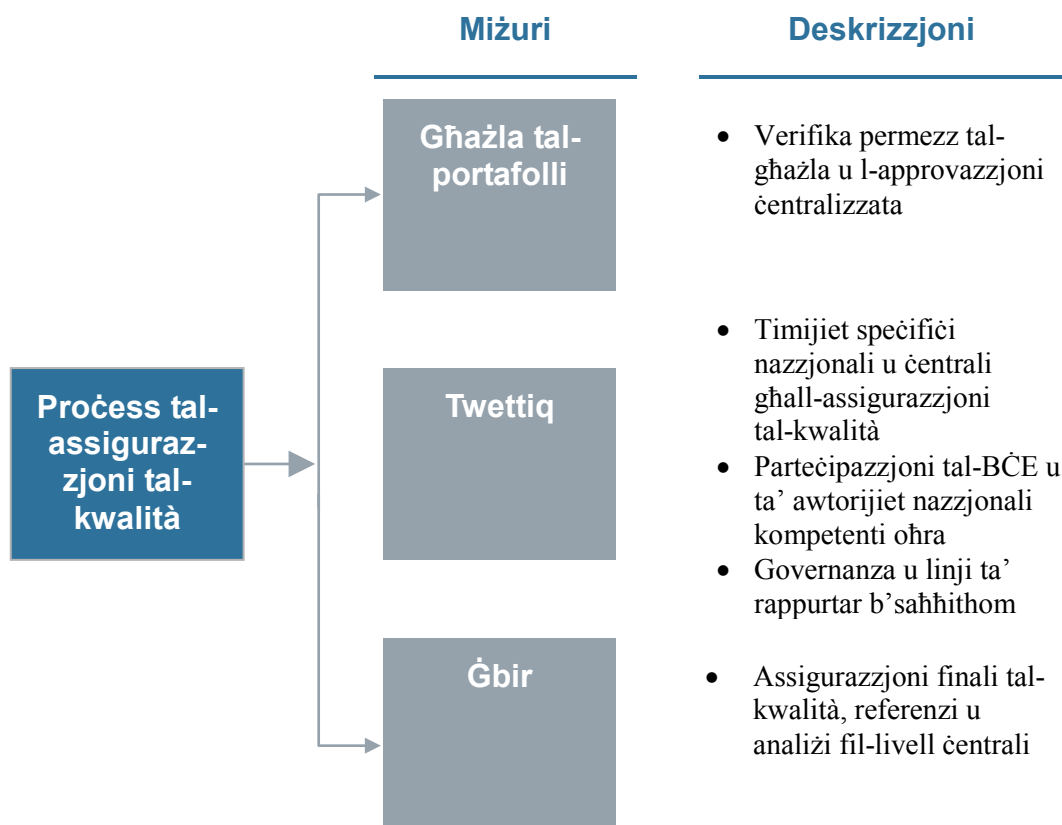 Miżuri
Deskrizzjoni
Għażla tal-
portafolli
• Verifika permezz tal-
għażla u l-approvazzjoni
ċentralizzata
Proċess tal-
assiguraz-
zjoni tal-
kwalità
Twettiq
• Timijiet speċifiċi
nazzjonali u ċentrali
għall-assigurazzjoni
tal-kwalità
• Parteċipazzjoni tal-BĊE u
ta’ awtorijiet nazzjonali
kompetenti oħra
• Governanza u linji ta’
rappurtar b’saħħithom
Ġbir
• Assigurazzjoni finali tal-
kwalità, referenzi u
analiżi fil-livell ċentrali